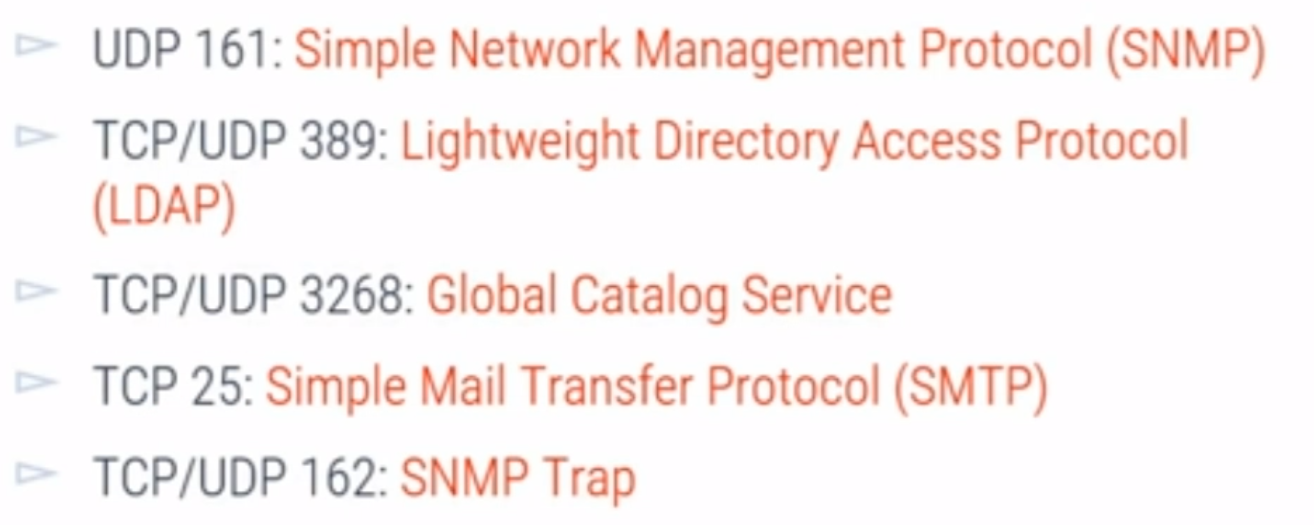 UDP 161: Simple Network Management Protocol (SNMP)
TCP/UDP 389: Lightweight Directory Access Protocol
(LDAP)
TCP/UDP 3268: Global Catalog Service
TCP 25: Simple Mail Transfer Protocol (SMTP)
TCP/UDP 162: SNMP Trap